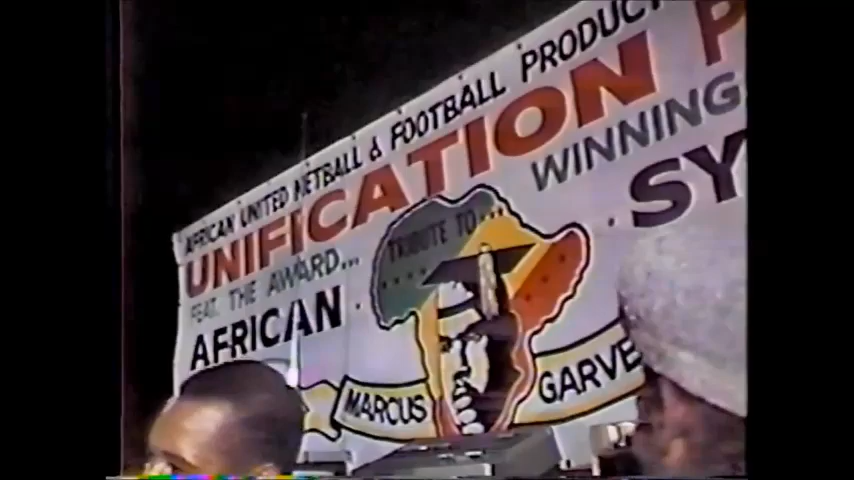 AFRICAN UNITED NETBALL & FOOTBALL PRODUCT
UNIFICATION P
FEAT. THE AWARD... WINNING
AFRICAN SY
TRIBUTE TO...
MARCUS GARVE